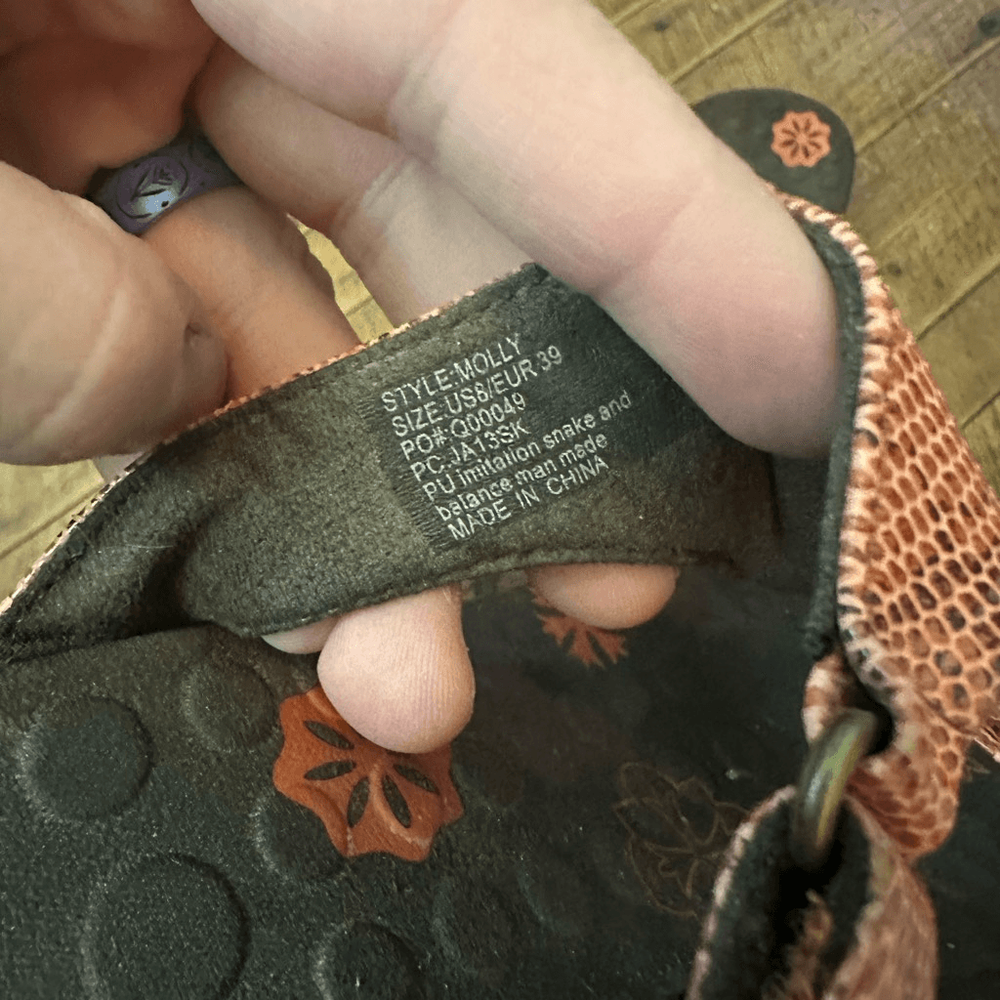 STYLE:MOLLY
SIZE:US8/EUR 39
PO#:Q00049
PC:JA13SK
PU imitation snake and
balance man made
MADE IN CHINA